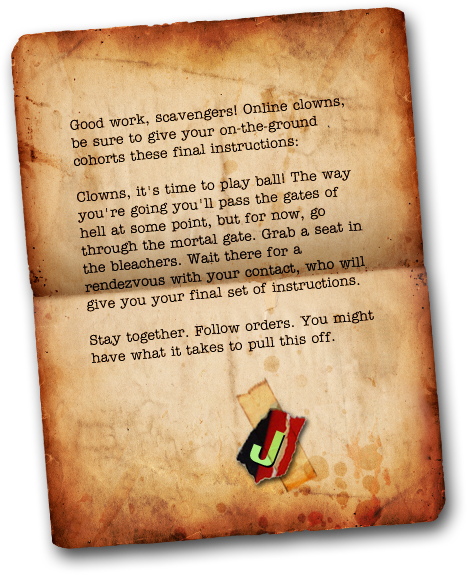 Good work, scavengers! Online clowns,
be sure to give your on-the-ground
cohorts these final instructions:
Clowns, it's time to play ball! The way
you're going you'll pass the gates of
hell at some point, but for now, go
through the mortal gate. Grab a seat in
the bleachers. Wait there for a
rendezvous with your contact, who will
give you your final set of instructions.
Stay together. Follow orders. You might
have what it takes to pull this off.
J